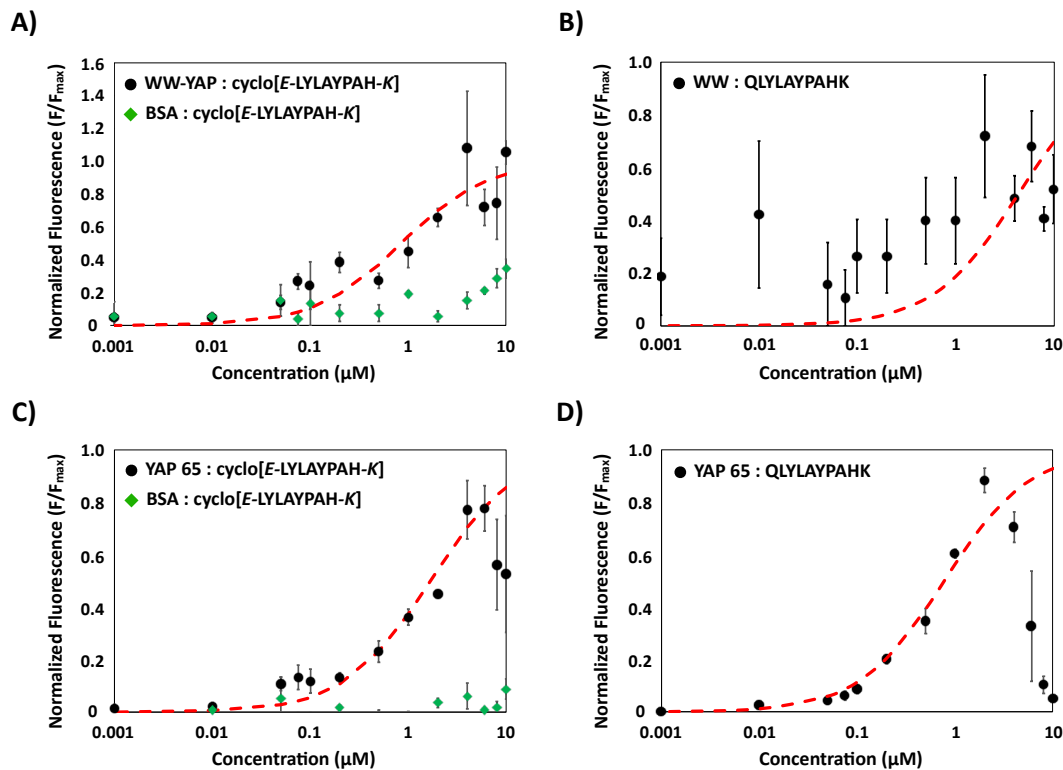 A)
Normalized Fluorescence (F/Fmax)
1.6
1.4
1.2
1.0
0.8
0.6
0.4
0.2
0
WW-YAP : cyclo[E-LYLAYPAH-K]
BSA : cyclo[E-LYLAYPAH-K]
0.001 0.01 0.1 1 10
Concentration (µM)
B)
Normalized Fluorescence (F/Fmax)
1.0
0.8
0.6
0.4
0.2
0
WW : QLYLAYPAHK
0.001 0.01 0.1 1 10
Concentration (µM)
C)
Normalized Fluorescence (F/Fmax)
1.0
0.8
0.6
0.4
0.2
0
YAP 65 : cyclo[E-LYLAYPAH-K]
BSA : cyclo[E-LYLAYPAH-K]
0.001 0.01 0.1 1 10
Concentration (µM)
D)
Normalized Fluorescence (F/Fmax)
1.0
0.8
0.6
0.4
0.2
0
YAP 65 : QLYLAYPAHK
0.001 0.01 0.1 1 10
Concentration (µM)